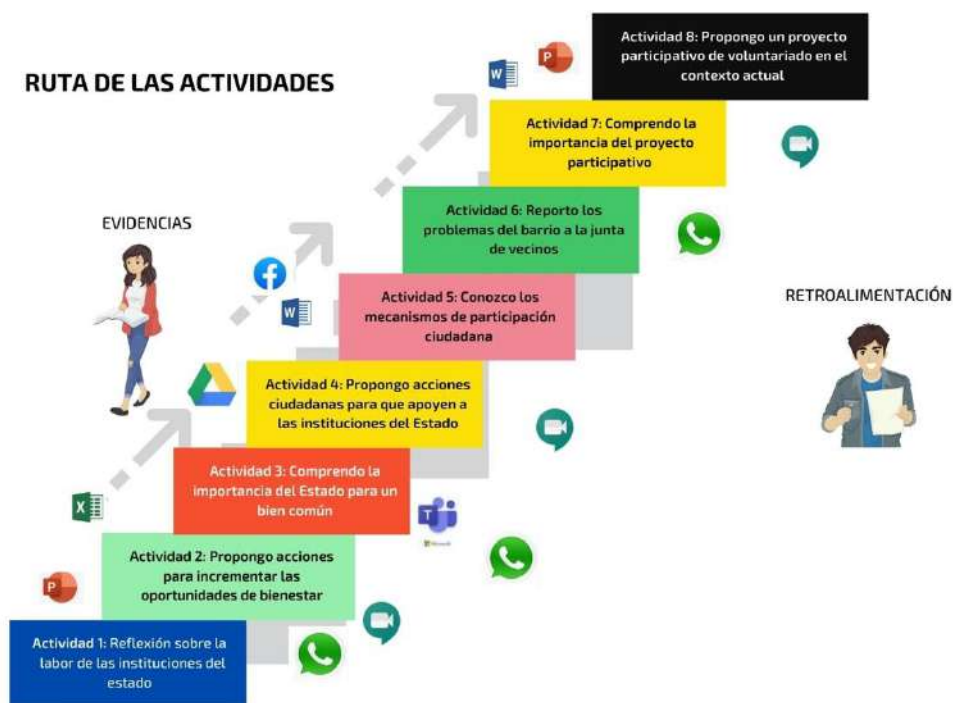 RUTA DE LAS ACTIVIDADES
Actividad 8: Propongo un proyecto
participativo de voluntariado en el
contexto actual
Actividad 7: Comprendo la
importancia del proyecto
participativo
Actividad 6: Reporto los
problemas del barrio a la junta
de vecinos
EVIDENCIAS
Actividad 5: Conozco los
mecanismos de participación
ciudadana
RETROALIMENTACIÓN
Actividad 4: Propongo acciones
ciudadanas para que apoyen a
las instituciones del Estado
Actividad 3: Comprendo la
importancia del Estado para un
bien común
Actividad 2: Propongo acciones
para incrementar las
oportunidades de bienestar
Actividad 1: Reflexión sobre la
labor de las instituciones del
estado
P
W
W
X
T
Microsoft
P